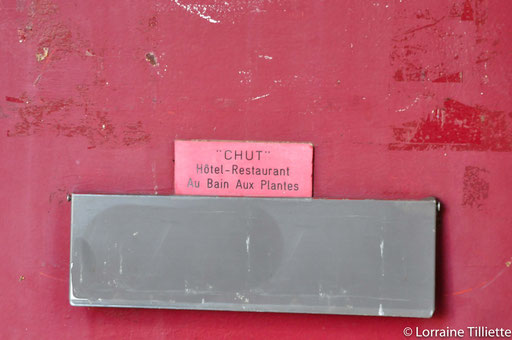 "CHUT"
Hôtel-Restaurant
Au Bain Aux Plantes
© Lorraine Tilliette